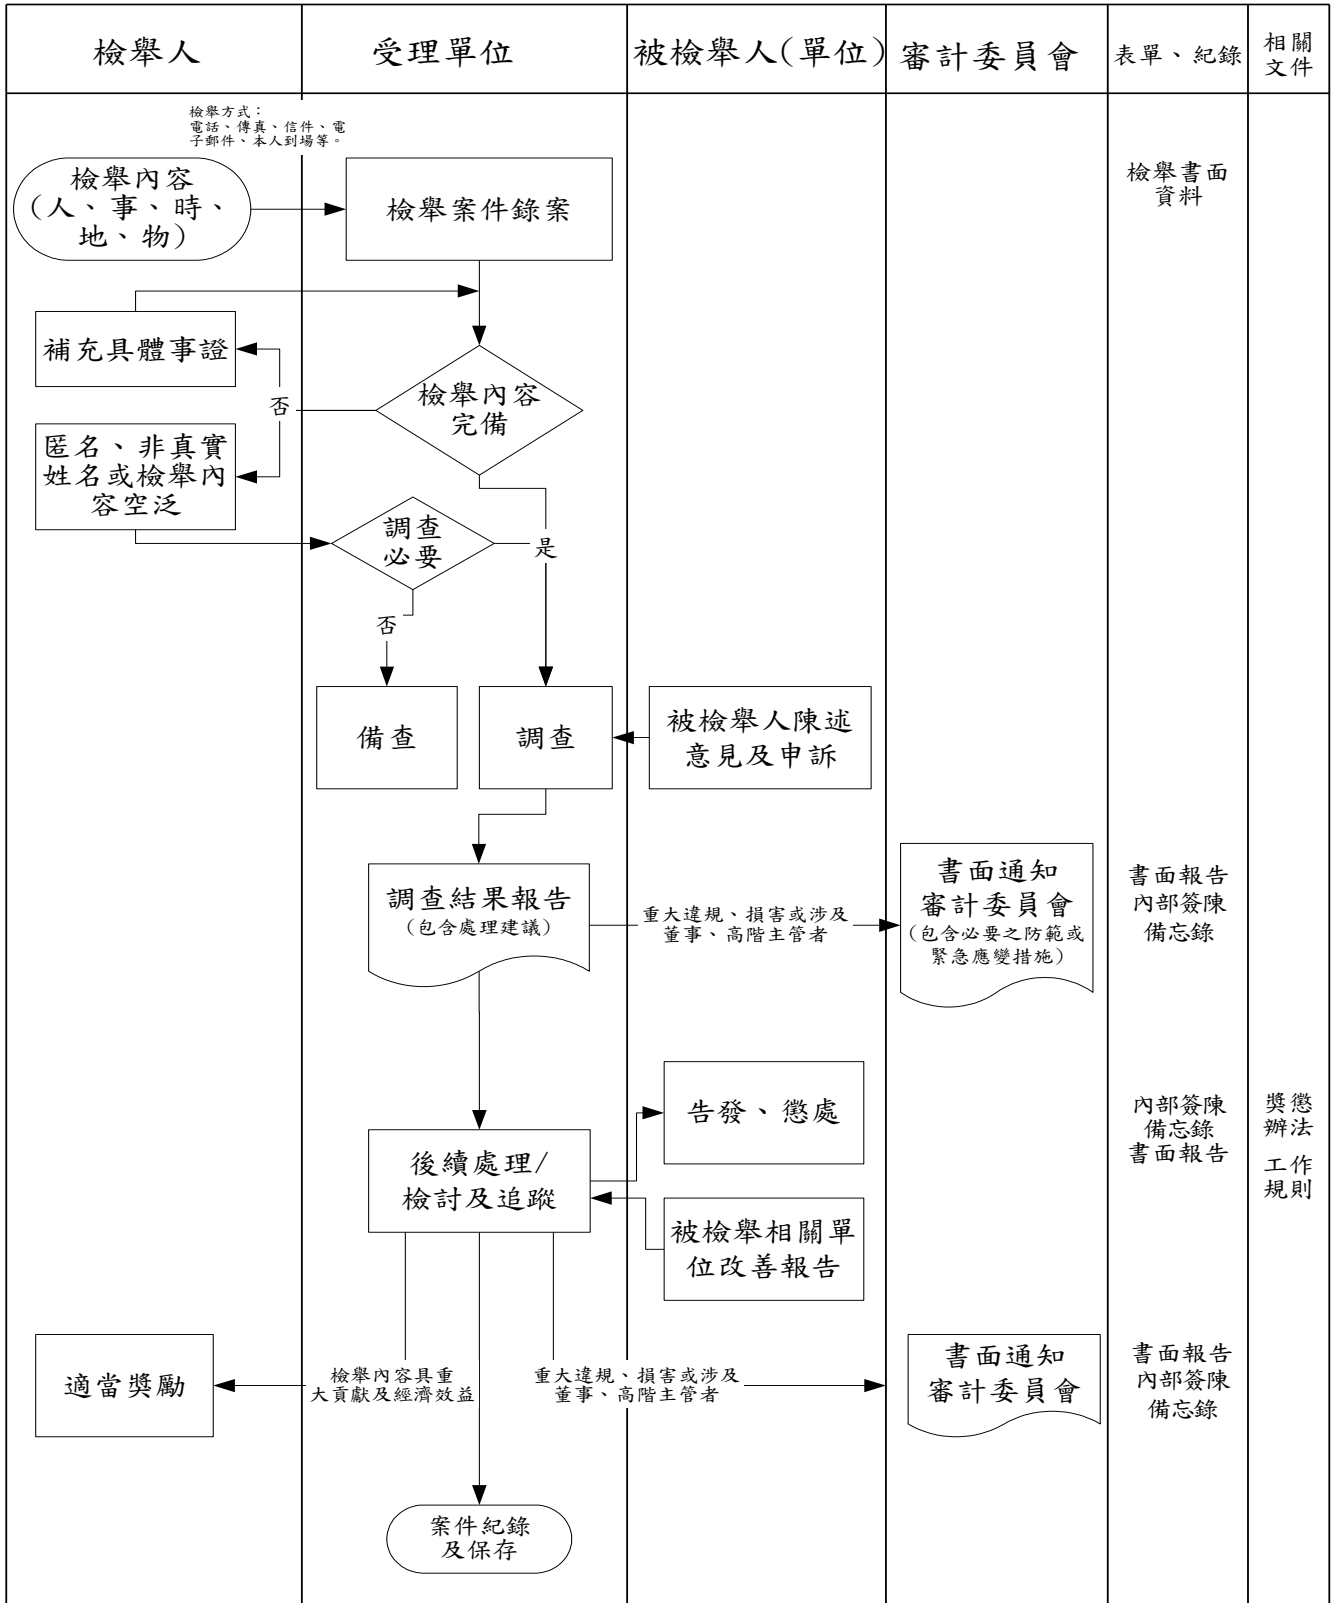 檢舉人
受理單位
被檢舉人(單位)
審計委員會
表單、紀錄
相關
文件
檢舉方式：
電話、傳真、信件、電
子郵件、本人到場等。
檢舉內容
(人、事、時、
地、物)
檢舉案件錄案
檢舉書面
資料
補充具體事證
檢舉內容
完備
否
匿名、非真實
姓名或檢舉內
容空泛
調查
必要
是
否
備查
調查
被檢舉人陳述
意見及申訴
調查結果報告
(包含處理建議)
重大違規、損害或涉及
董事、高階主管者
書面通知
審計委員會
(包含必要之防範或
緊急應變措施)
書面報告
內部簽陳
備忘錄
告發、懲處
內部簽陳
備忘錄
書面報告
獎懲
辦法
工作
規則
後續處理/
檢討及追蹤
被檢舉相關單
位改善報告
適當獎勵
檢舉內容具重
大貢獻及經濟效益
重大違規、損害或涉及
董事、高階主管者
書面通知
審計委員會
書面報告
內部簽陳
備忘錄
案件紀錄
及保存